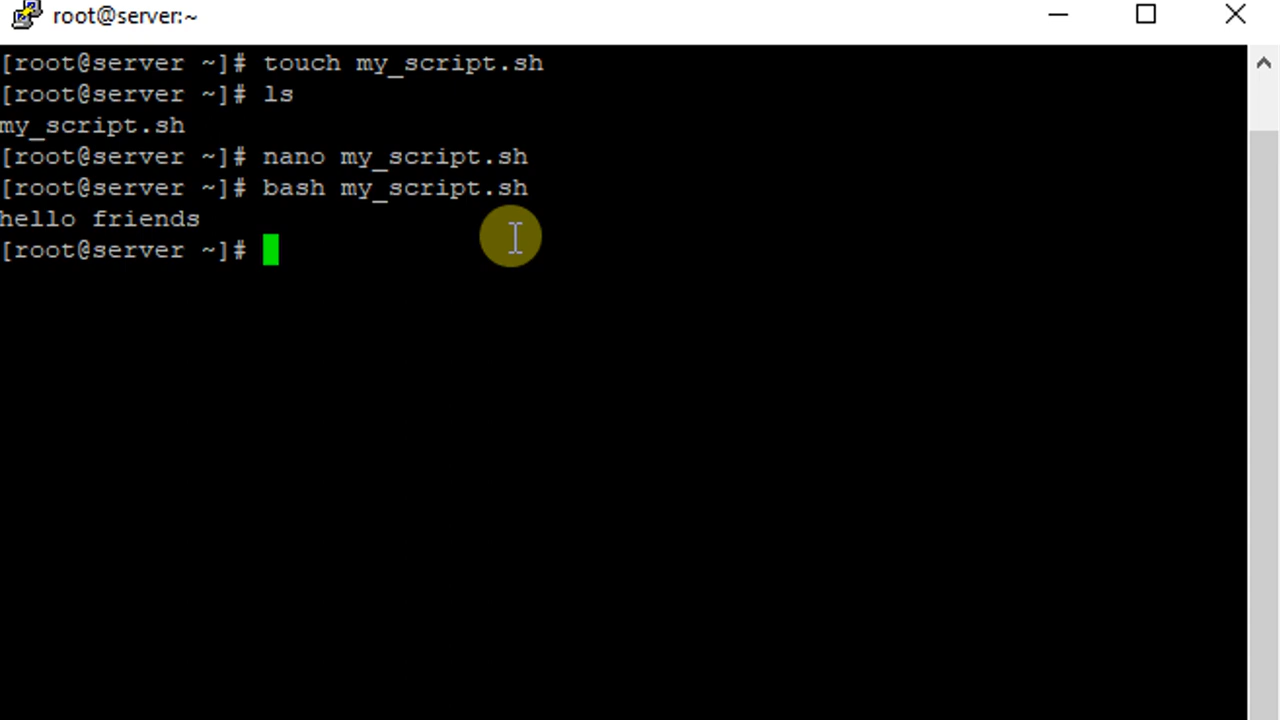 root@server:~
[root@server ~]# touch my_script.sh
[root@server ~]# ls
my_script.sh
[root@server ~]# nano my_script.sh
[root@server ~]# bash my_script.sh
hello friends
[root@server ~]#